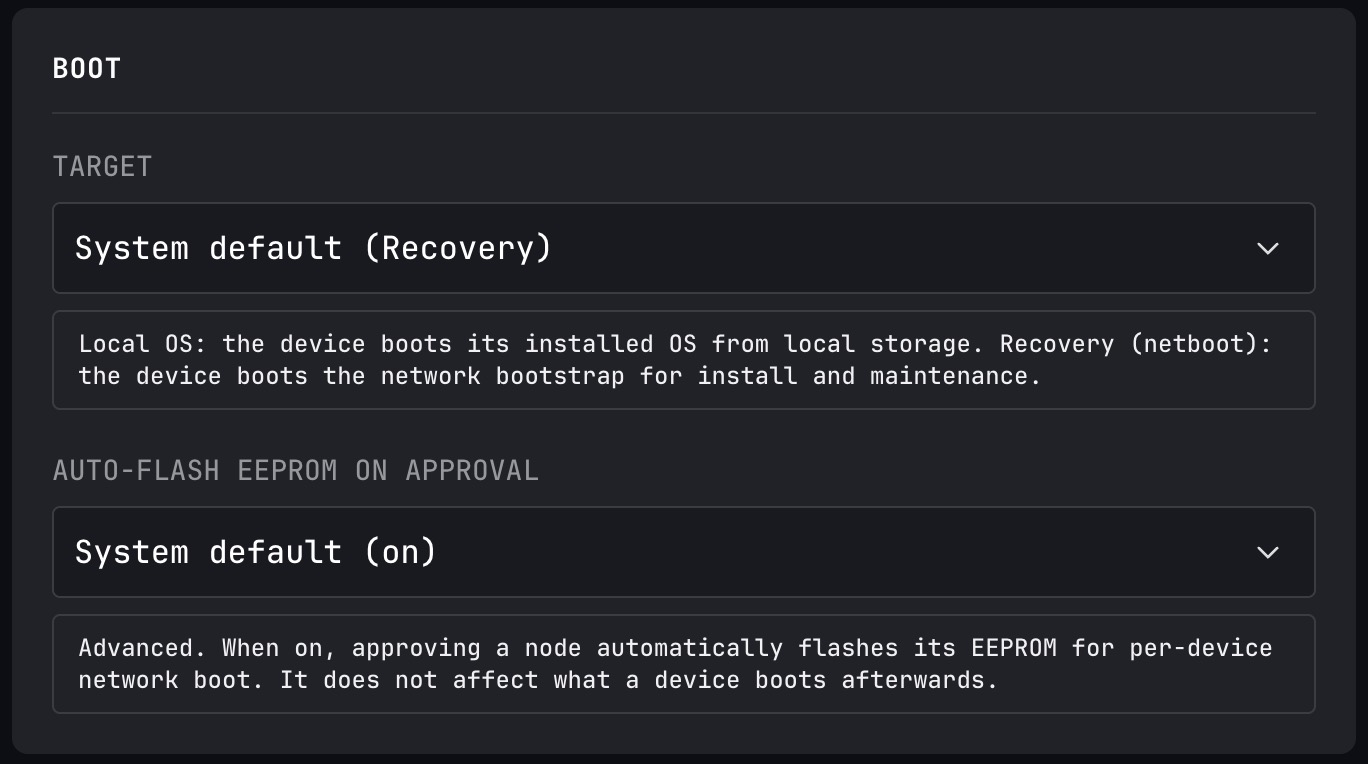 BOOT
TARGET
System default (Recovery)
Local OS: the device boots its installed OS from local storage. Recovery (netboot):
the device boots the network bootstrap for install and maintenance.
AUTO-FLASH EEPROM ON APPROVAL
System default (on)
Advanced. When on, approving a node automatically flashes its EEPROM for per-device
network boot. It does not affect what a device boots afterwards.